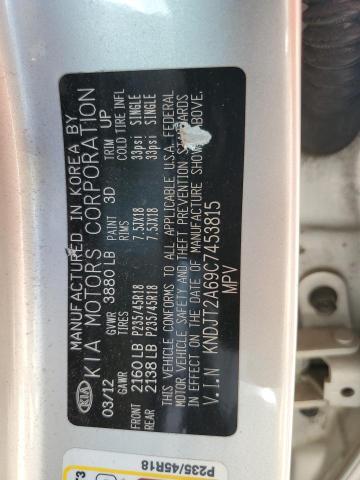 MANUFACTURED IN KOREA BY
KIA KIA MOTORS CORPORATION
03/12 GVWR 3880 LB PAINT 3D TRIM UP
GAWR TIRES RIMS COLD TIRE INFL
FRONT 2160 LB P235/45R18 7.5JX18 33psi SINGLE
REAR 2138 LB P235/45R18 7.5JX18 33psi SINGLE
THIS VEHICLE CONFORMS TO ALL APPLICABLE U.S.A. FEDERAL
MOTOR VEHICLE SAFETY AND THEFT PREVENTION STANDARDS
IN EFFECT ON THE DATE OF MANUFACTURE SHOWN ABOVE.
V.I.N KNDJT2A69C7453815
MPV
P235/45R18